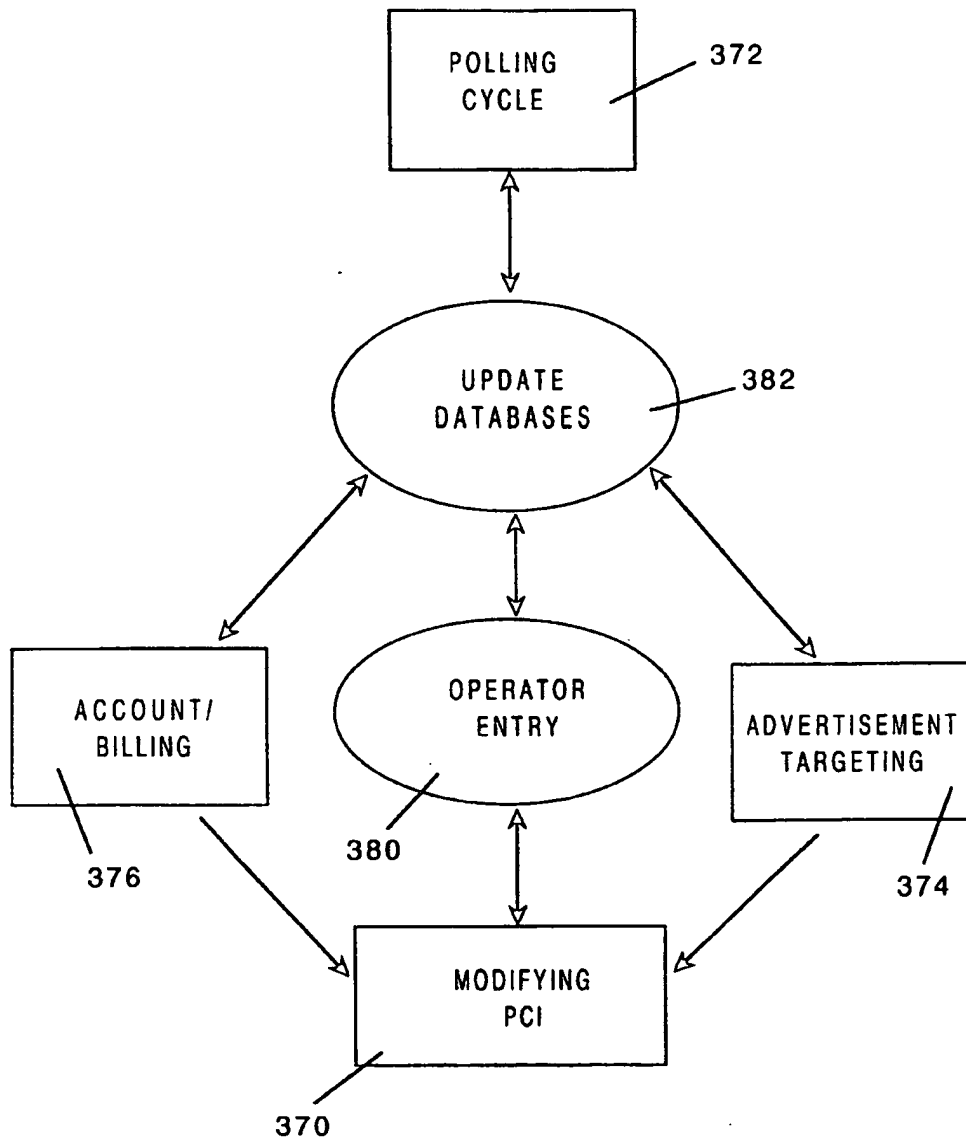 POLLING
CYCLE
372
UPDATE
DATABASES
382
ACCOUNT/
BILLING
376
OPERATOR
ENTRY
380
ADVERTISEMENT
TARGETING
374
MODIFYING
PCI
370